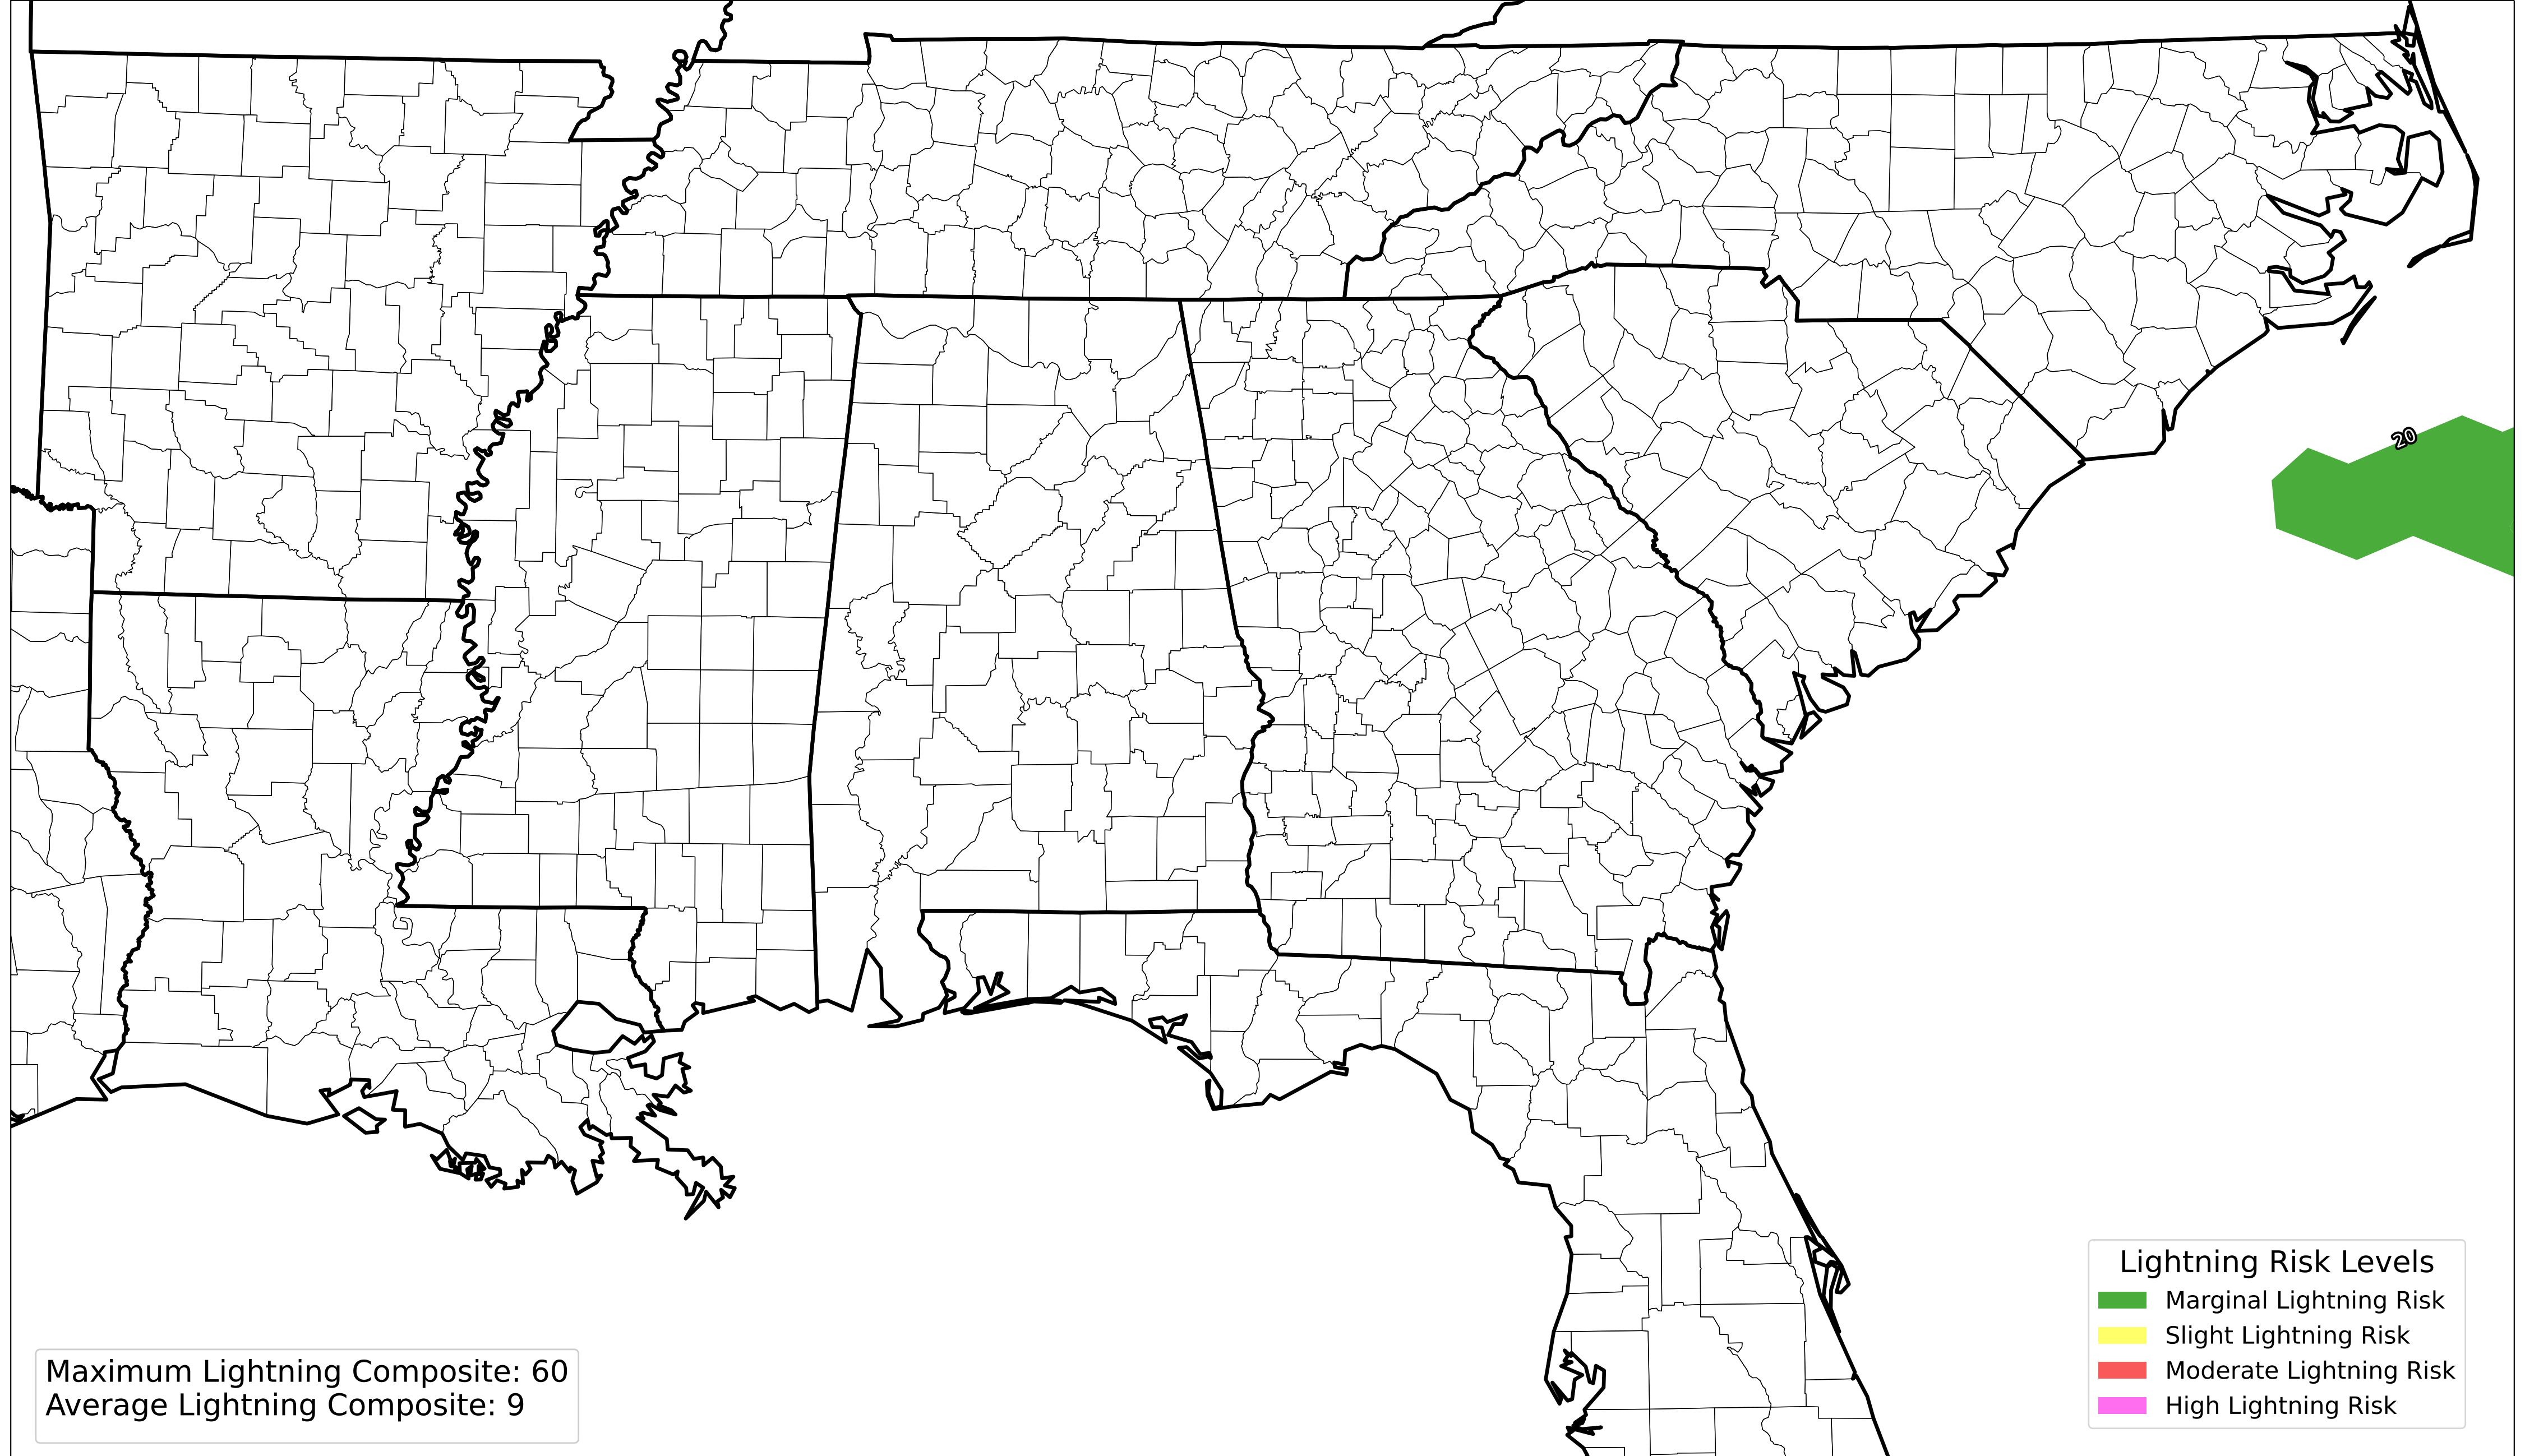 20
Lightning Risk Levels
Marginal Lightning Risk
Slight Lightning Risk
Moderate Lightning Risk
High Lightning Risk
Maximum Lightning Composite: 60
Average Lightning Composite: 9